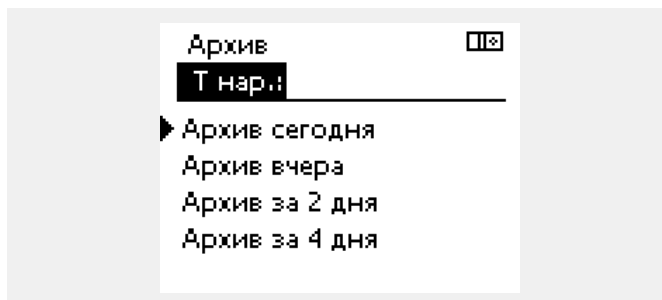 Архив
Т нар.:
Архив сегодня
Архив вчера
Архив за 2 дня
Архив за 4 дня